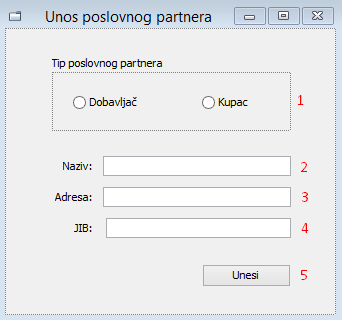 Unos poslovnog partnera
Tip poslovnog partnera
Dobavljač Kupac 1
Naziv: 2
Adresa: 3
JIB: 4
Unesi 5